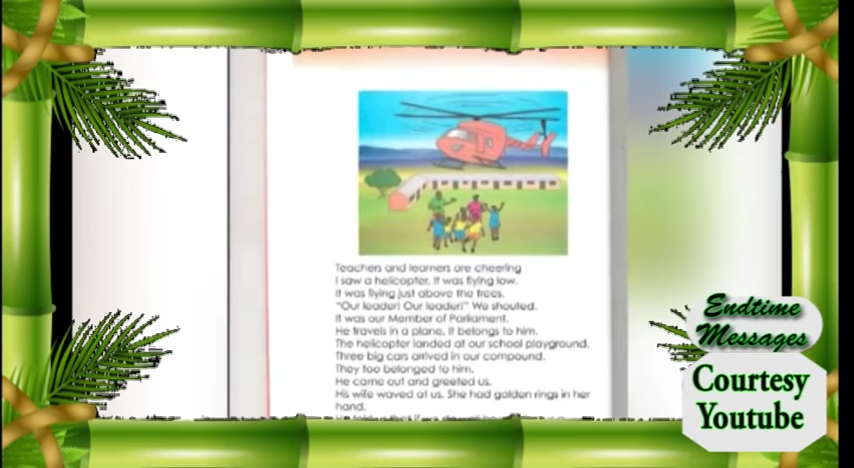 Teachers and learners are cheering
I saw a helicopter. It was flying low.
It was flying just above the trees.
"Our leader! Our leader!" We shouted.
It was our Member of Parliament.
He travels in a plane. It belongs to him.
The helicopter landed at our school playground.
Three big cars arrived in our compound.
They too belonged to him.
He came out and greeted us.
His wife waved at us. She had golden rings in her
hand.
Endtime
Messages
Courtesy
Youtube